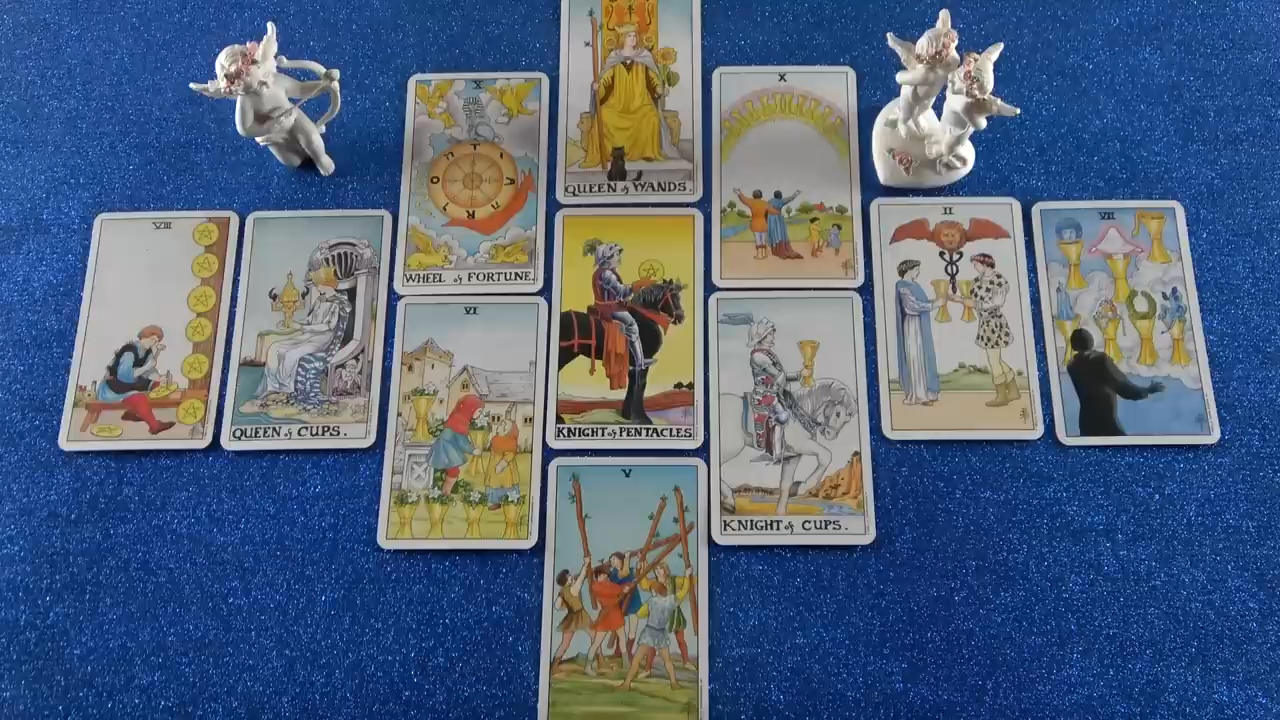 QUEEN of WANDS.
X
WHEEL of FORTUNE.
X
VIII
QUEEN of CUPS.
KNIGHT of PENTACLES
II
VII
VI
KNIGHT of CUPS.
V